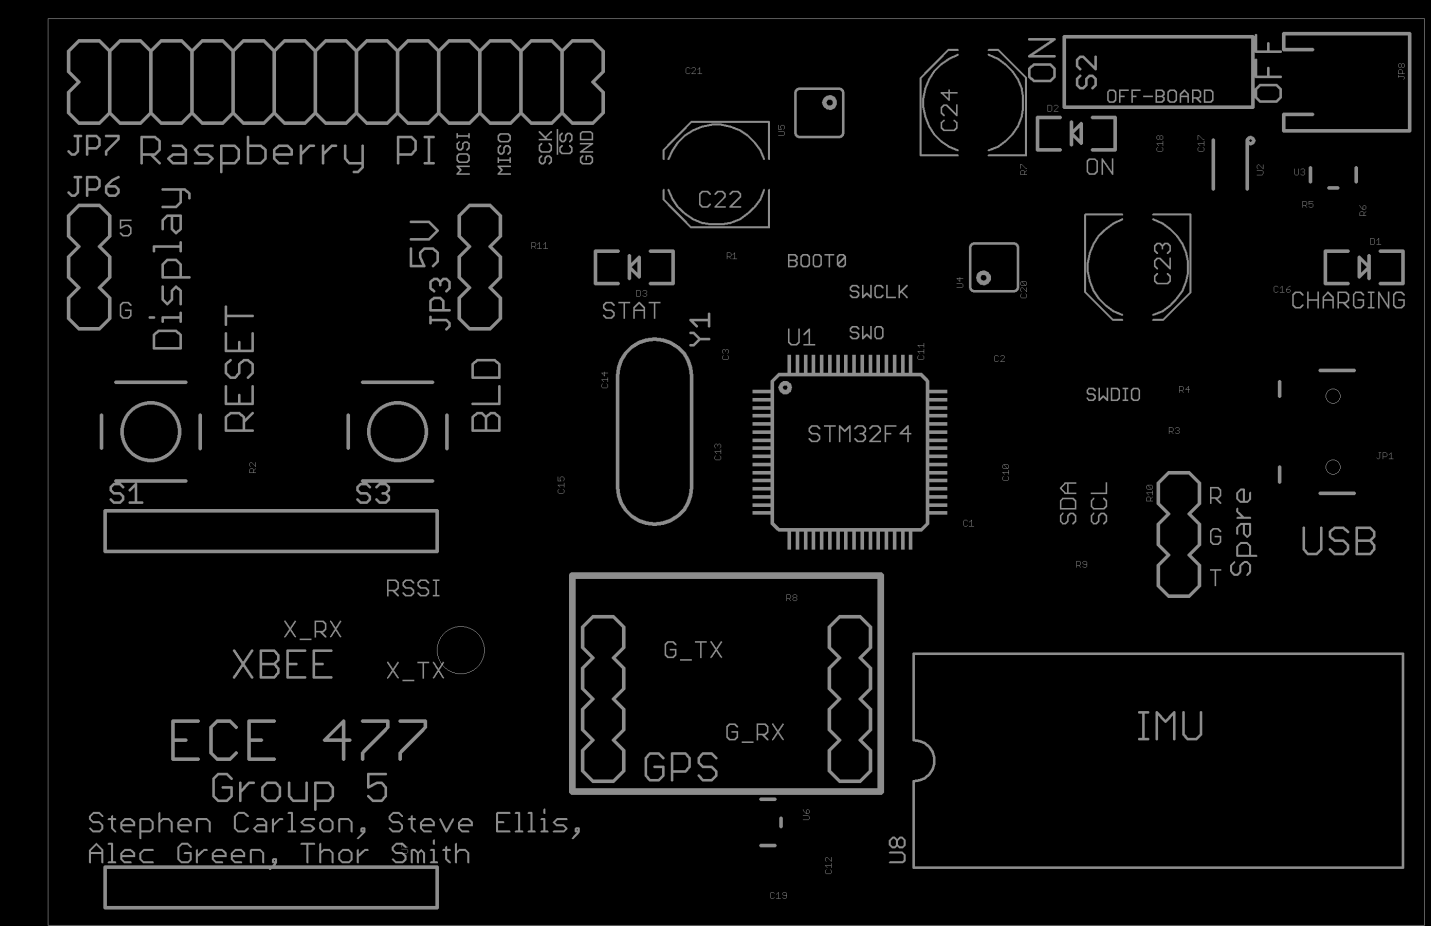 C21
JP8
ON
S2
OFF-BOARD
OFF
U5
C24
D2
JP7
Raspberry PI
MOSI
MISO
SCK
CS
GND
ON
R7
C18
C17
U2
U3
R5
R6
JP6
Display
5
G
5V
JP3
C22
R11
R1
D3
STAT
BOOT0
SWCLK
SWO
U4
C20
C23
D1
C16
CHARGING
RESET
BLD
Y1
U1
C3
C14
C11
C2
SWDIO
R4
R3
STM32F4
R2
C13
C15
C10
C1
JP1
S1
S3
SDA
SCL
R10
R
G
T
Spare
USB
R9
RSSI
R8
X_RX
XBEE
X_TX
G_TX
G_RX
GPS
IMU
ECE 477
Group 5
Stephen Carlson, Steve Ellis,
Alec Green, Thor Smith
U6
U8
C12
C19